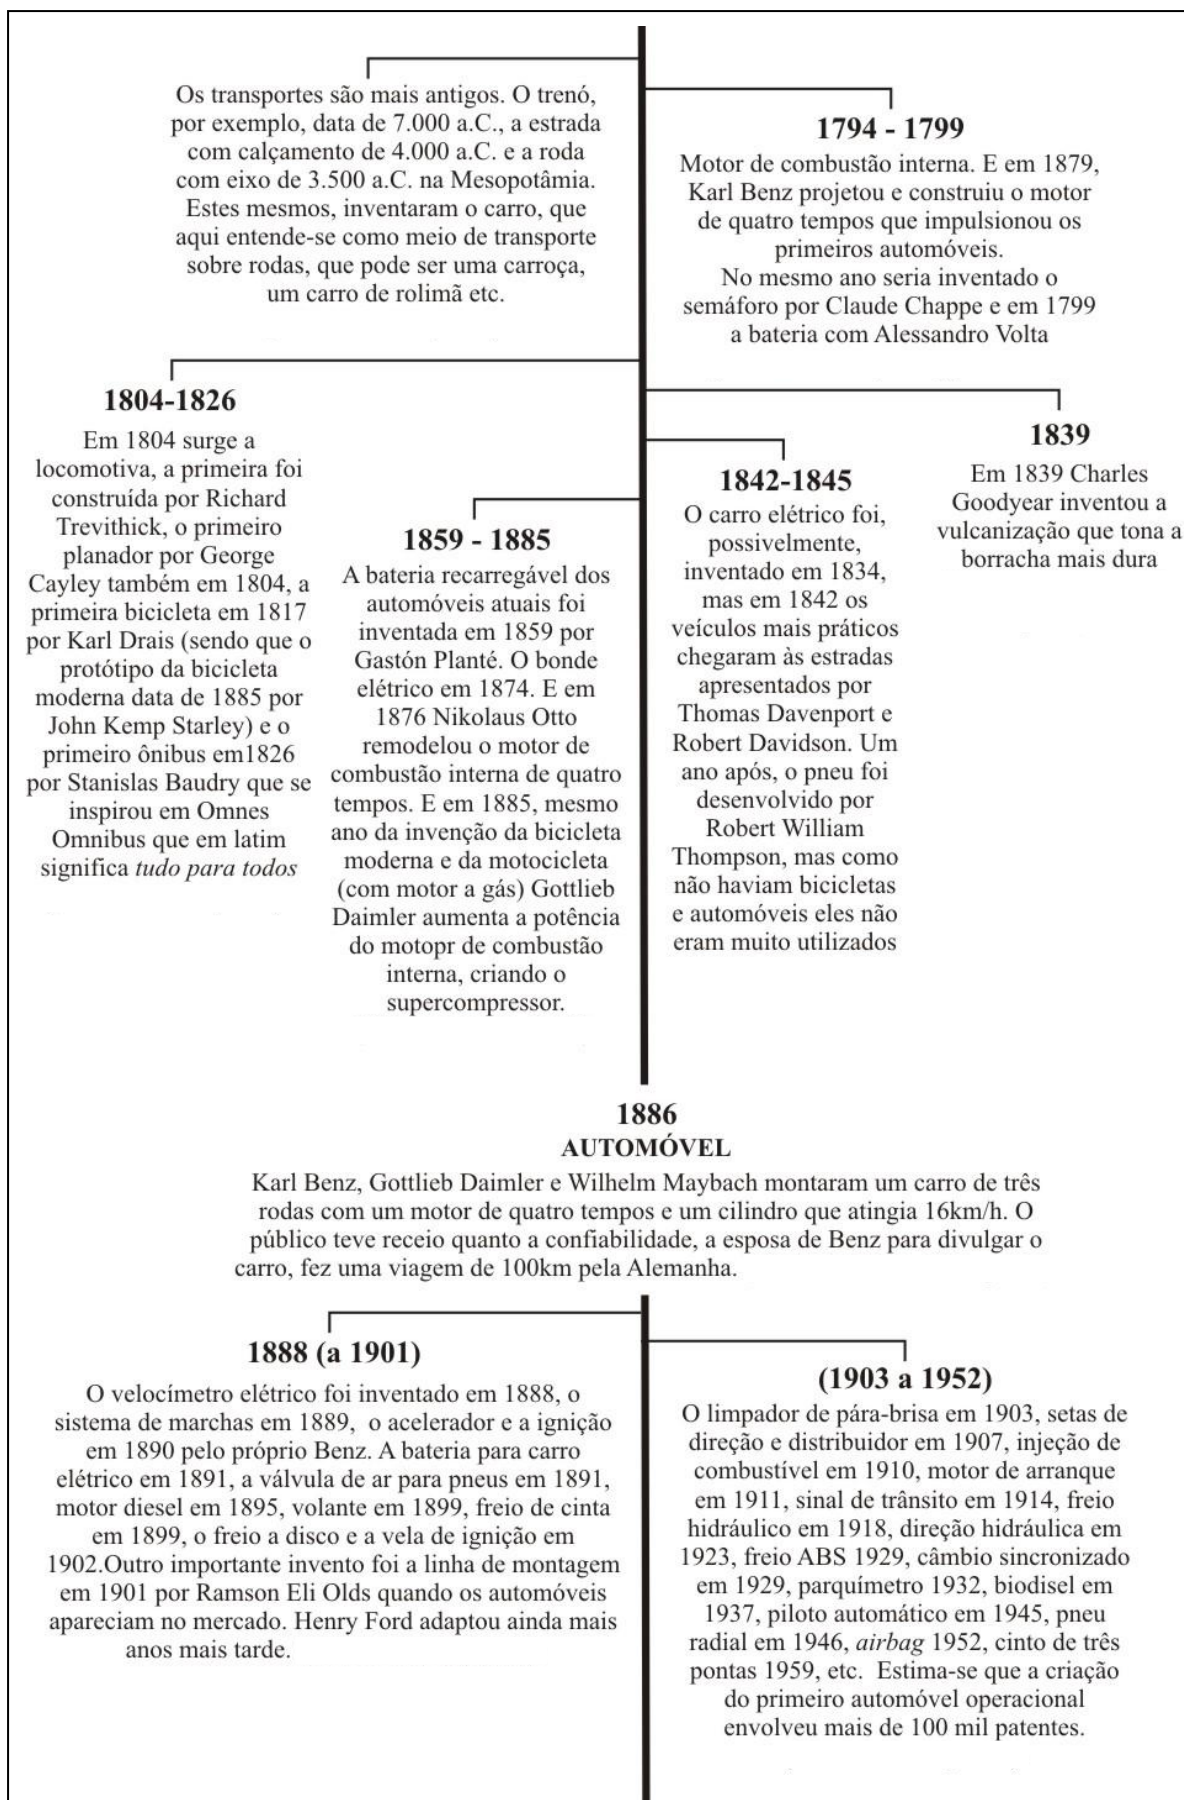 Os transportes são mais antigos. O trenó,
por exemplo, data de 7.000 a.C., a estrada
com calçamento de 4.000 a.C. e a roda
com eixo de 3.500 a.C. na Mesopotâmia.
Estes mesmos, inventaram o carro, que
aqui entende-se como meio de transporte
sobre rodas, que pode ser uma carroça,
um carro de rolimã etc.
1794 - 1799
Motor de combustão interna. E em 1879,
Karl Benz projetou e construiu o motor
de quatro tempos que impulsionou os
primeiros automóveis.
No mesmo ano seria inventado o
semáforo por Claude Chappe e em 1799
a bateria com Alessandro Volta
1804-1826
Em 1804 surge a
locomotiva, a primeira foi
construída por Richard
Trevithick, o primeiro
planador por George
Cayley também em 1804, a
primeira bicicleta em 1817
por Karl Drais (sendo que o
protótipo da bicicleta
moderna data de 1885 por
John Kemp Starley) e o
primeiro ônibus em1826
por Stanislas Baudry que se
inspirou em Omnes
Omnibus que em latim
significa tudo para todos
1839
Em 1839 Charles
Goodyear inventou a
vulcanização que tona a
borracha mais dura
1842-1845
O carro elétrico foi,
possivelmente,
inventado em 1834,
mas em 1842 os
veículos mais práticos
chegaram às estradas
apresentados por
Thomas Davenport e
Robert Davidson. Um
ano após, o pneu foi
desenvolvido por
Robert William
Thompson, mas como
não haviam bicicletas
e automóveis eles não
eram muito utilizados
1859 - 1885
A bateria recarregável dos
automóveis atuais foi
inventada em 1859 por
Gastón Planté. O bonde
elétrico em 1874. E em
1876 Nikolaus Otto
remodelou o motor de
combustão interna de quatro
tempos. E em 1885, mesmo
ano da invenção da bicicleta
moderna e da motocicleta
(com motor a gás) Gottlieb
Daimler aumenta a potência
do motopr de combustão
interna, criando o
supercompressor.
1886
AUTOMÓVEL
Karl Benz, Gottlieb Daimler e Wilhelm Maybach montaram um carro de três
rodas com um motor de quatro tempos e um cilindro que atingia 16km/h. O
público teve receio quanto a confiabilidade, a esposa de Benz para divulgar o
carro, fez uma viagem de 100km pela Alemanha.
1888 (a 1901)
O velocímetro elétrico foi inventado em 1888, o
sistema de marchas em 1889, o acelerador e a ignição
em 1890 pelo próprio Benz. A bateria para carro
elétrico em 1891, a válvula de ar para pneus em 1891,
motor diesel em 1895, volante em 1899, freio de cinta
em 1899, o freio a disco e a vela de ignição em
1902.Outro importante invento foi a linha de montagem
em 1901 por Ramson Eli Olds quando os automóveis
apareciam no mercado. Henry Ford adaptou ainda mais
anos mais tarde.
(1903 a 1952)
O limpador de pára-brisa em 1903, setas de
direção e distribuidor em 1907, injeção de
combustível em 1910, motor de arranque
em 1911, sinal de trânsito em 1914, freio
hidráulico em 1918, direção hidráulica em
1923, freio ABS 1929, câmbio sincronizado
em 1929, parquímetro 1932, biodisel em
1937, piloto automático em 1945, pneu
radial em 1946, airbag 1952, cinto de três
pontas 1959, etc. Estima-se que a criação
do primeiro automóvel operacional
envolveu mais de 100 mil patentes.